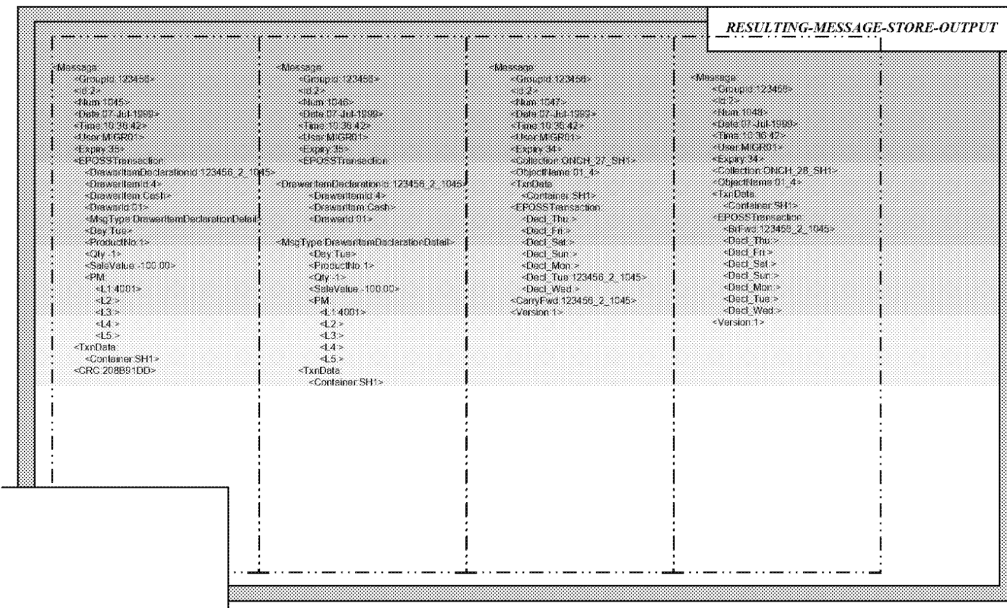 RESULTING-MESSAGE-STORE-OUTPUT
<Message:
<GroupId:123456>
<Id:2>
<Num:1045>
<Date:07-Jul-1999>
<Time:10:36:42>
<User:MIGR01>
<Expiry:35>
<EPOSSTransaction:
<DrawerItemDeclarationId:123456_2_1045>
<DrawerItemId:4>
<DrawerItem:Cash>
<DrawerId:01>
<MsgType:DrawerItemDeclarationDetail>
<Day:Tue>
<ProductNo:1>
<Qty:-1>
<SaleValue:-100.00>
<PM:
<L1:4001>
<L2:>
<L3:>
<L4:>
<L5:>
<TxnData:
<Container:SH1>
<CRC:208B91DD>
<Message:
<GroupId:123456>
<Id:2>
<Num:1046>
<Date:07-Jul-1999>
<Time:10:36:42>
<User:MIGR01>
<Expiry:35>
<EPOSSTransaction:
<DrawerItemDeclarationId:123456_2_1045>
<DrawerItemId:4>
<DrawerItem:Cash>
<DrawerId:01>
<MsgType:DrawerItemDeclarationDetail>
<Day:Tue>
<ProductNo:1>
<Qty:-1>
<SaleValue:-100.00>
<PM:
<L1:4001>
<L2:>
<L3:>
<L4:>
<L5:>
<TxnData:
<Container:SH1>
<Message:
<GroupId:123456>
<Id:2>
<Num:1047>
<Date:07-Jul-1999>
<Time:10:36:42>
<User:MIGR01>
<Expiry:34>
<Collection:ONCH_27_SH1>
<ObjectName:01_4>
<TxnData:
<Container:SH1>
<EPOSSTransaction:
<Decl_Thu:>
<Decl_Fri:>
<Decl_Sat:>
<Decl_Sun:>
<Decl_Mon:>
<Decl_Tue:123456_2_1045>
<Decl_Wed:>
<CarryFwd:123456_2_1045>
<Version:1>
<Message:
<GroupId:123456>
<Id:2>
<Num:1048>
<Date:07-Jul-1999>
<Time:10:36:42>
<User:MIGR01>
<Expiry:34>
<Collection:ONCH_28_SH1>
<ObjectName:01_4>
<TxnData:
<Container:SH1>
<EPOSSTransaction:
<BrFwd:123456_2_1045>
<Decl_Thu:>
<Decl_Fri:>
<Decl_Sat:>
<Decl_Sun:>
<Decl_Mon:>
<Decl_Tue:>
<Decl_Wed:>
<Version:1>